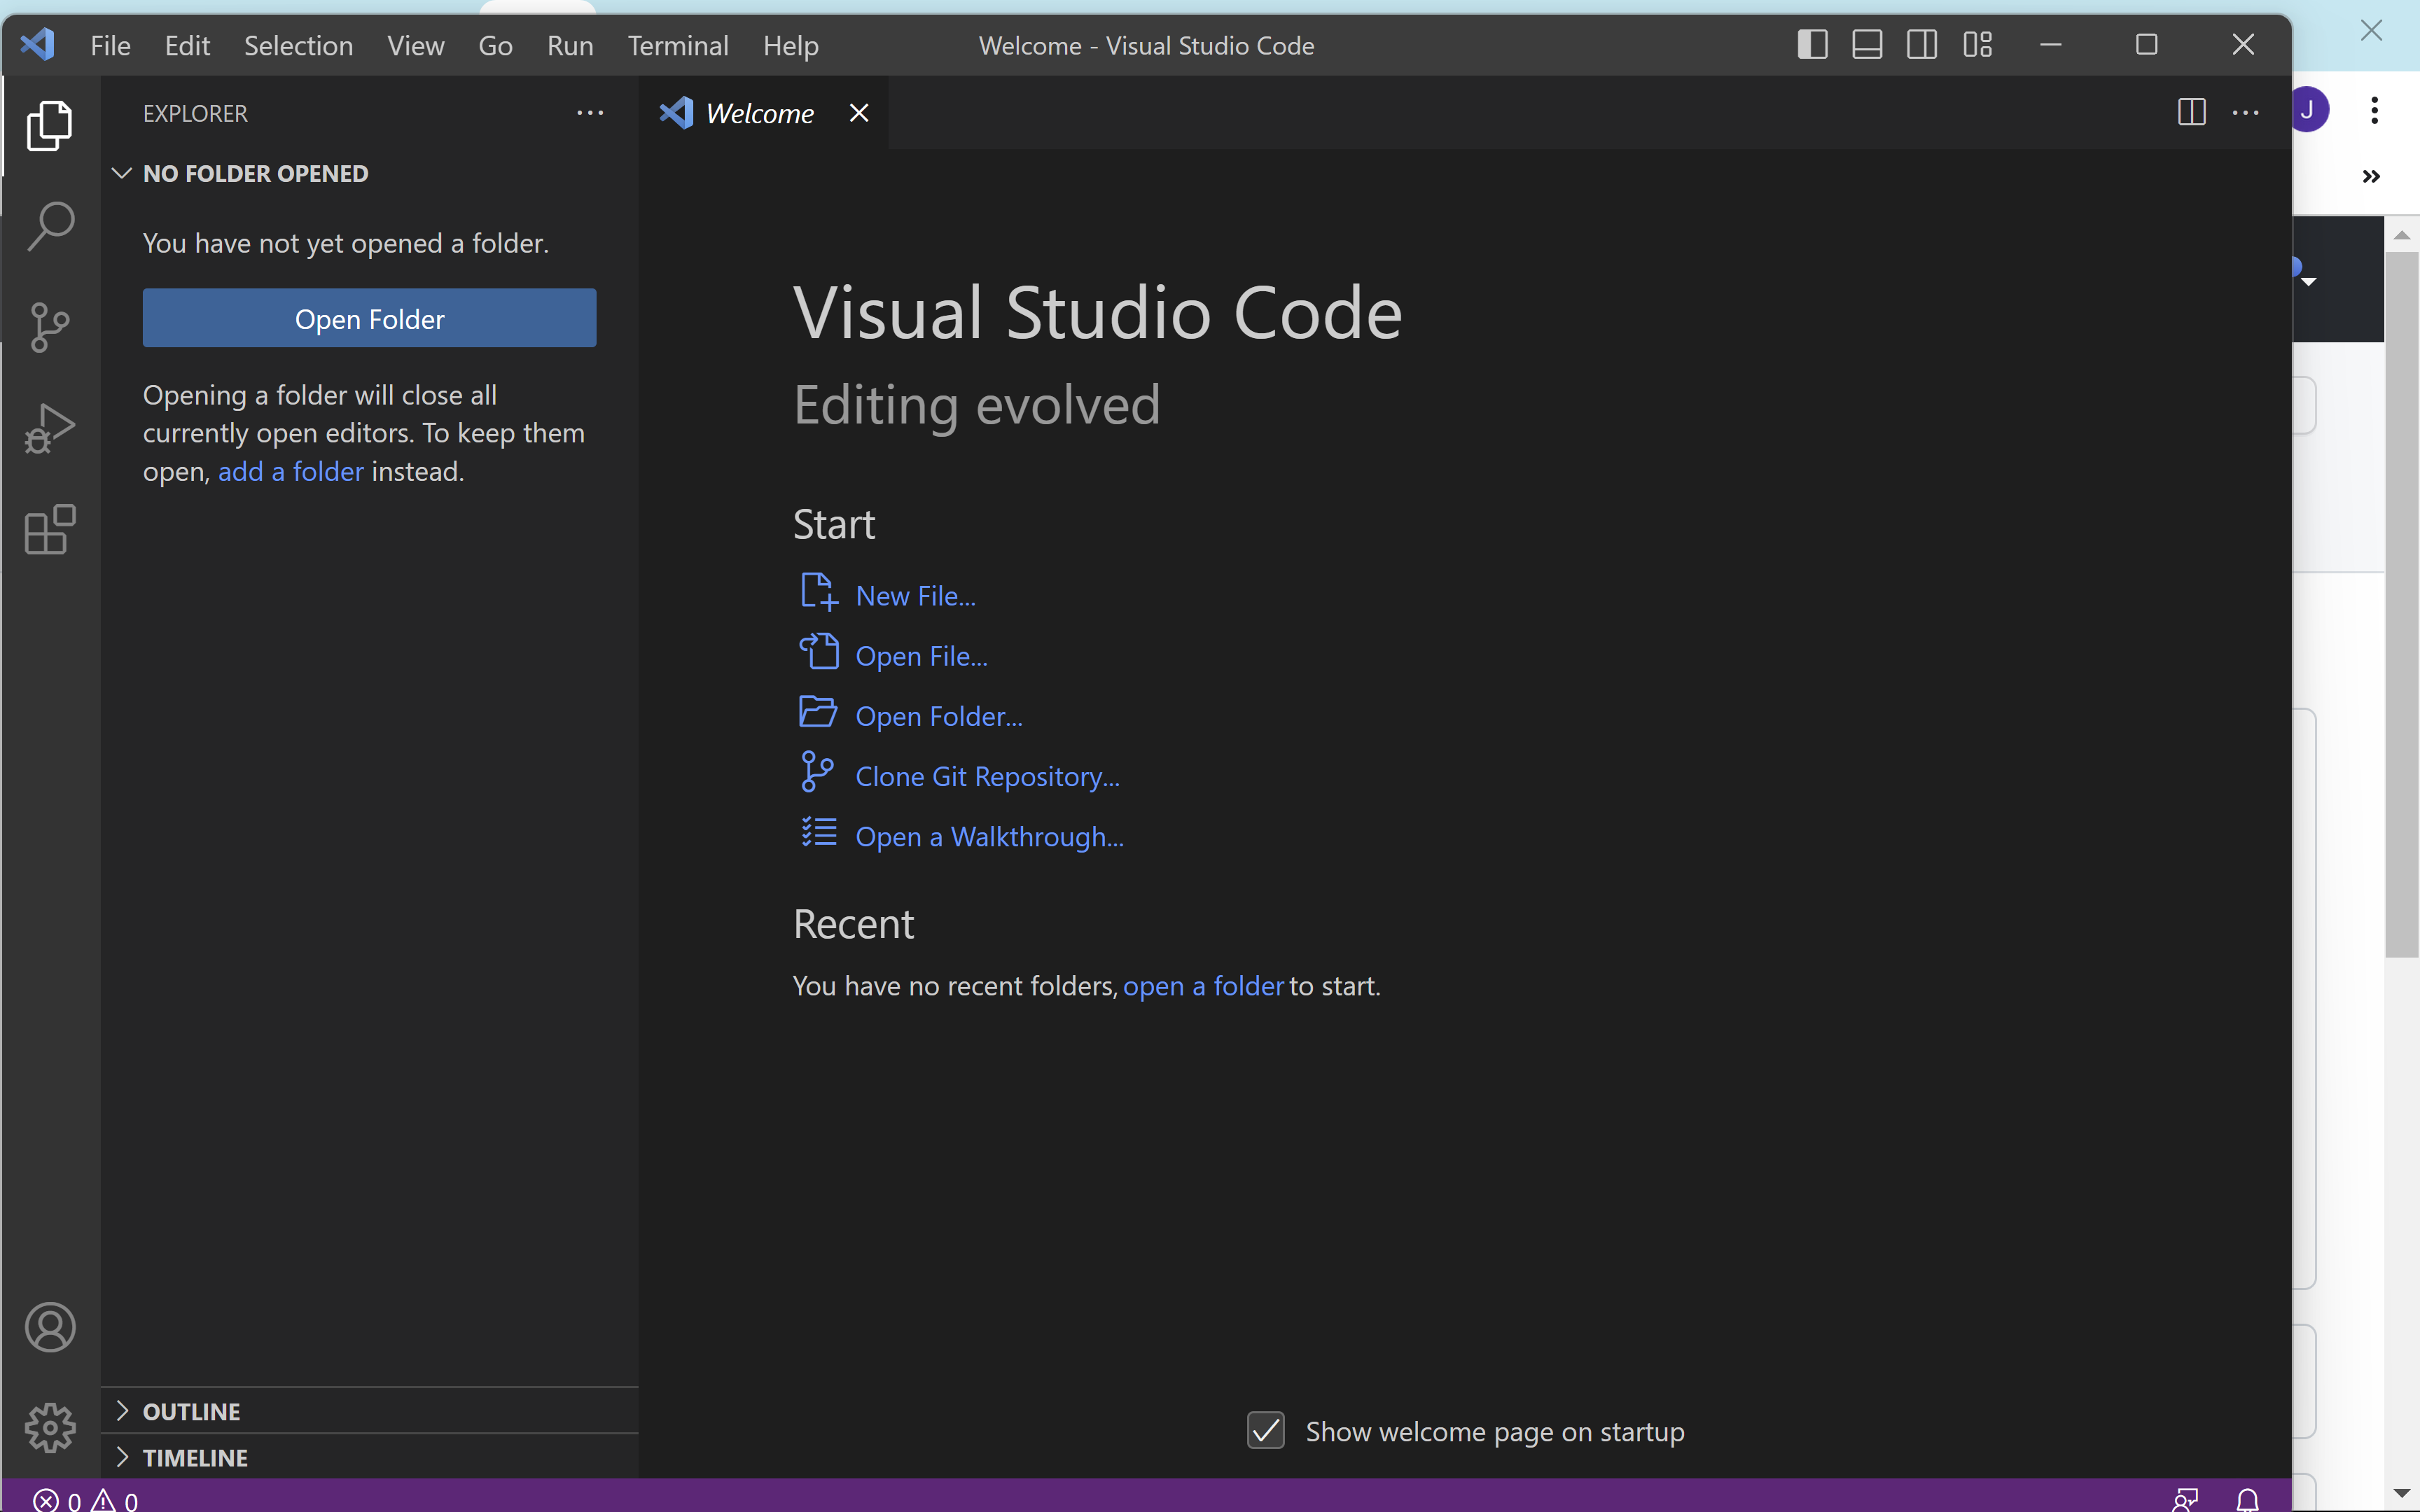 File Edit Selection View Go Run Terminal Help
Welcome - Visual Studio Code
EXPLORER
Welcome
J
NO FOLDER OPENED
You have not yet opened a folder.
Open Folder
Opening a folder will close all
currently open editors. To keep them
open, add a folder instead.
Visual Studio Code
Editing evolved
Start
New File...
Open File...
Open Folder...
Clone Git Repository...
Open a Walkthrough...
Recent
You have no recent folders, open a folder to start.
Show welcome page on startup
OUTLINE
TIMELINE
0 0